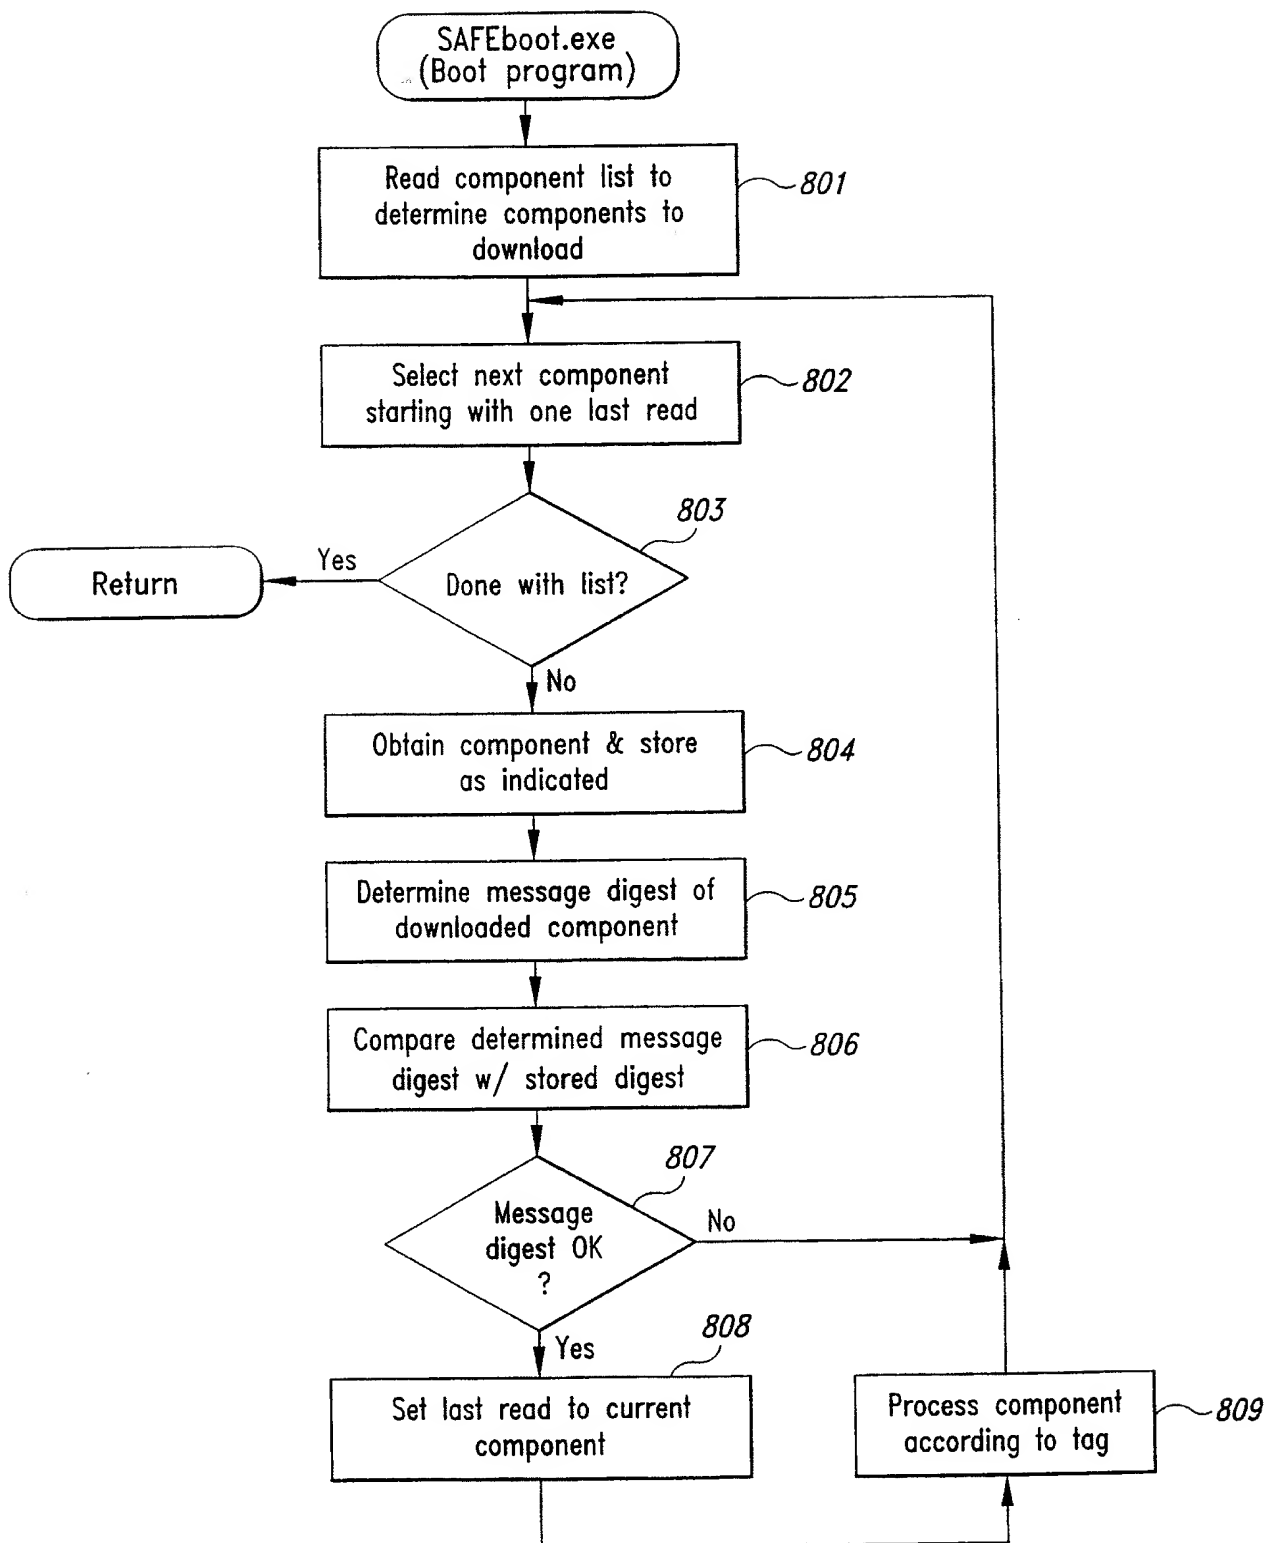 SAFEboot.exe
(Boot program)
Read component list to
determine components to
download
801
Select next component
starting with one last read
802
803
Yes
Return
Done with list?
No
Obtain component & store
as indicated
804
Determine message digest of
downloaded component
805
Compare determined message
digest w/ stored digest
806
807
Message
digest OK
?
No
Yes
808
Set last read to current
component
Process component
according to tag
809